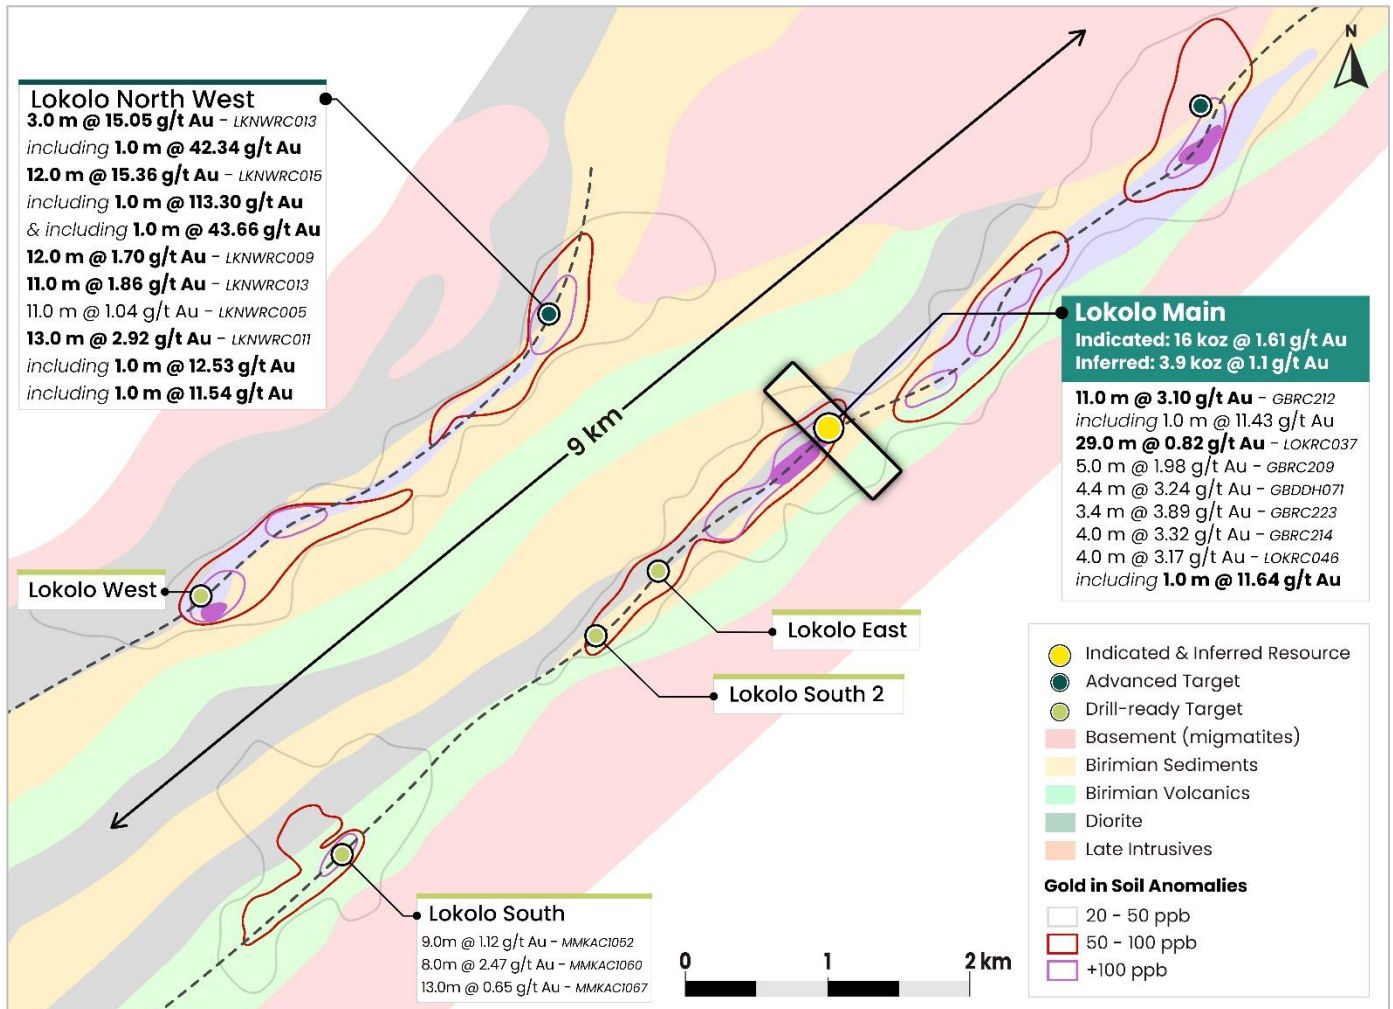 N
Lokolo North West
3.0 m @ 15.05 g/t Au - LKNWRC013
including 1.0 m @ 42.34 g/t Au
12.0 m @ 15.36 g/t Au - LKNWRC015
including 1.0 m @ 113.30 g/t Au
& including 1.0 m @ 43.66 g/t Au
12.0 m @ 1.70 g/t Au - LKNWRC009
11.0 m @ 1.86 g/t Au - LKNWRC013
11.0 m @ 1.04 g/t Au - LKNWRC005
13.0 m @ 2.92 g/t Au - LKNWRC011
including 1.0 m @ 12.53 g/t Au
including 1.0 m @ 11.54 g/t Au
9 km
Lokolo Main
Indicated: 16 koz @ 1.61 g/t Au
Inferred: 3.9 koz @ 1.1 g/t Au
11.0 m @ 3.10 g/t Au - GBRC212
including 1.0 m @ 11.43 g/t Au
29.0 m @ 0.82 g/t Au - LOKRC037
5.0 m @ 1.98 g/t Au - GBRC209
4.4 m @ 3.24 g/t Au - GBDDH071
3.4 m @ 3.89 g/t Au - GBRC223
4.0 m @ 3.32 g/t Au - GBRC214
4.0 m @ 3.17 g/t Au - LOKRC046
including 1.0 m @ 11.64 g/t Au
Lokolo West
Lokolo East
Lokolo South 2
Lokolo South
9.0m @ 1.12 g/t Au - MMKAC1052
8.0m @ 2.47 g/t Au - MMKAC1060
13.0m @ 0.65 g/t Au - MMKAC1067
0 1 2 km
Indicated & Inferred Resource
Advanced Target
Drill-ready Target
Basement (migmatites)
Birimian Sediments
Birimian Volcanics
Diorite
Late Intrusives
Gold in Soil Anomalies
20 - 50 ppb
50 - 100 ppb
+100 ppb